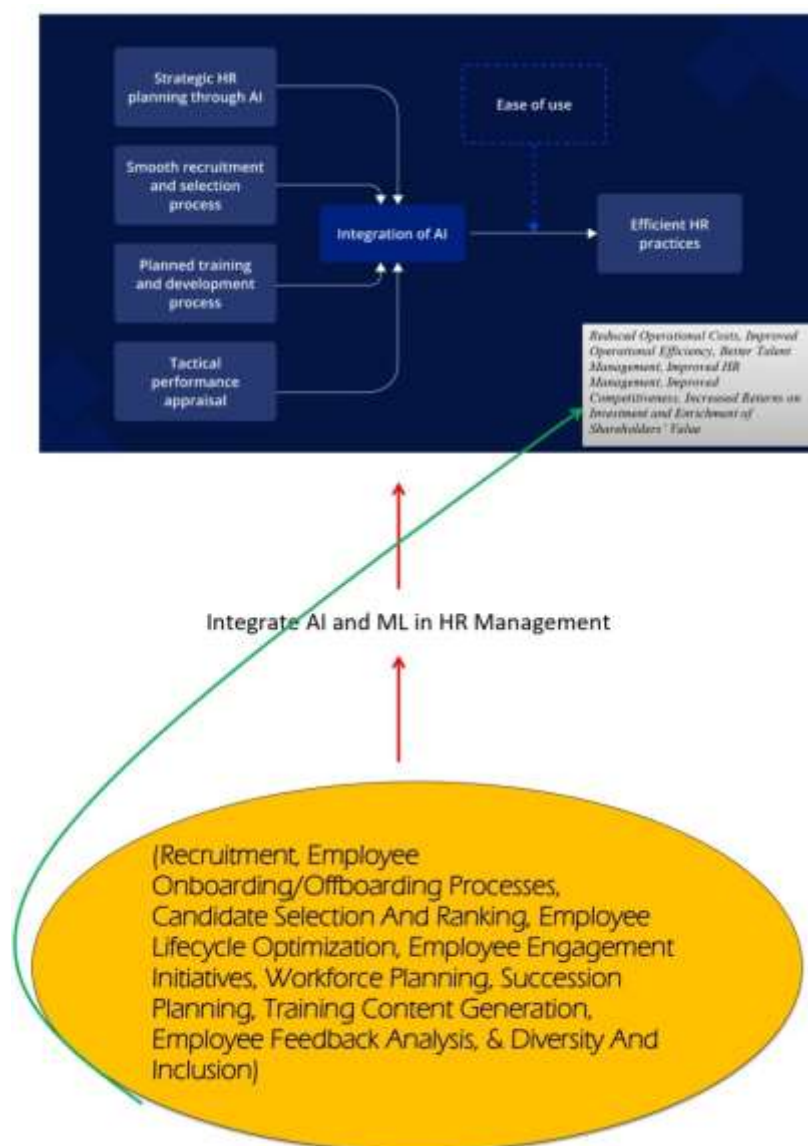 Strategic HR
planning through AI
Ease of use
Smooth recruitment
and selection
process
Integration of AI
Efficient HR
practices
Planned training
and development
process
Tactical
performance
appraisal
Reduced Operational Costs, Improved
Operational Efficiency, Better Talent
Management, Improved HR
Management, Improved
Competitiveness, Increased Returns on
Investment and Enrichment of
Shareholders' Value
Integrate AI and ML in HR Management
(Recruitment, Employee
Onboarding/Offboarding Processes,
Candidate Selection And Ranking, Employee
Lifecycle Optimization, Employee Engagement
Initiatives, Workforce Planning, Succession
Planning, Training Content Generation,
Employee Feedback Analysis, & Diversity And
Inclusion)